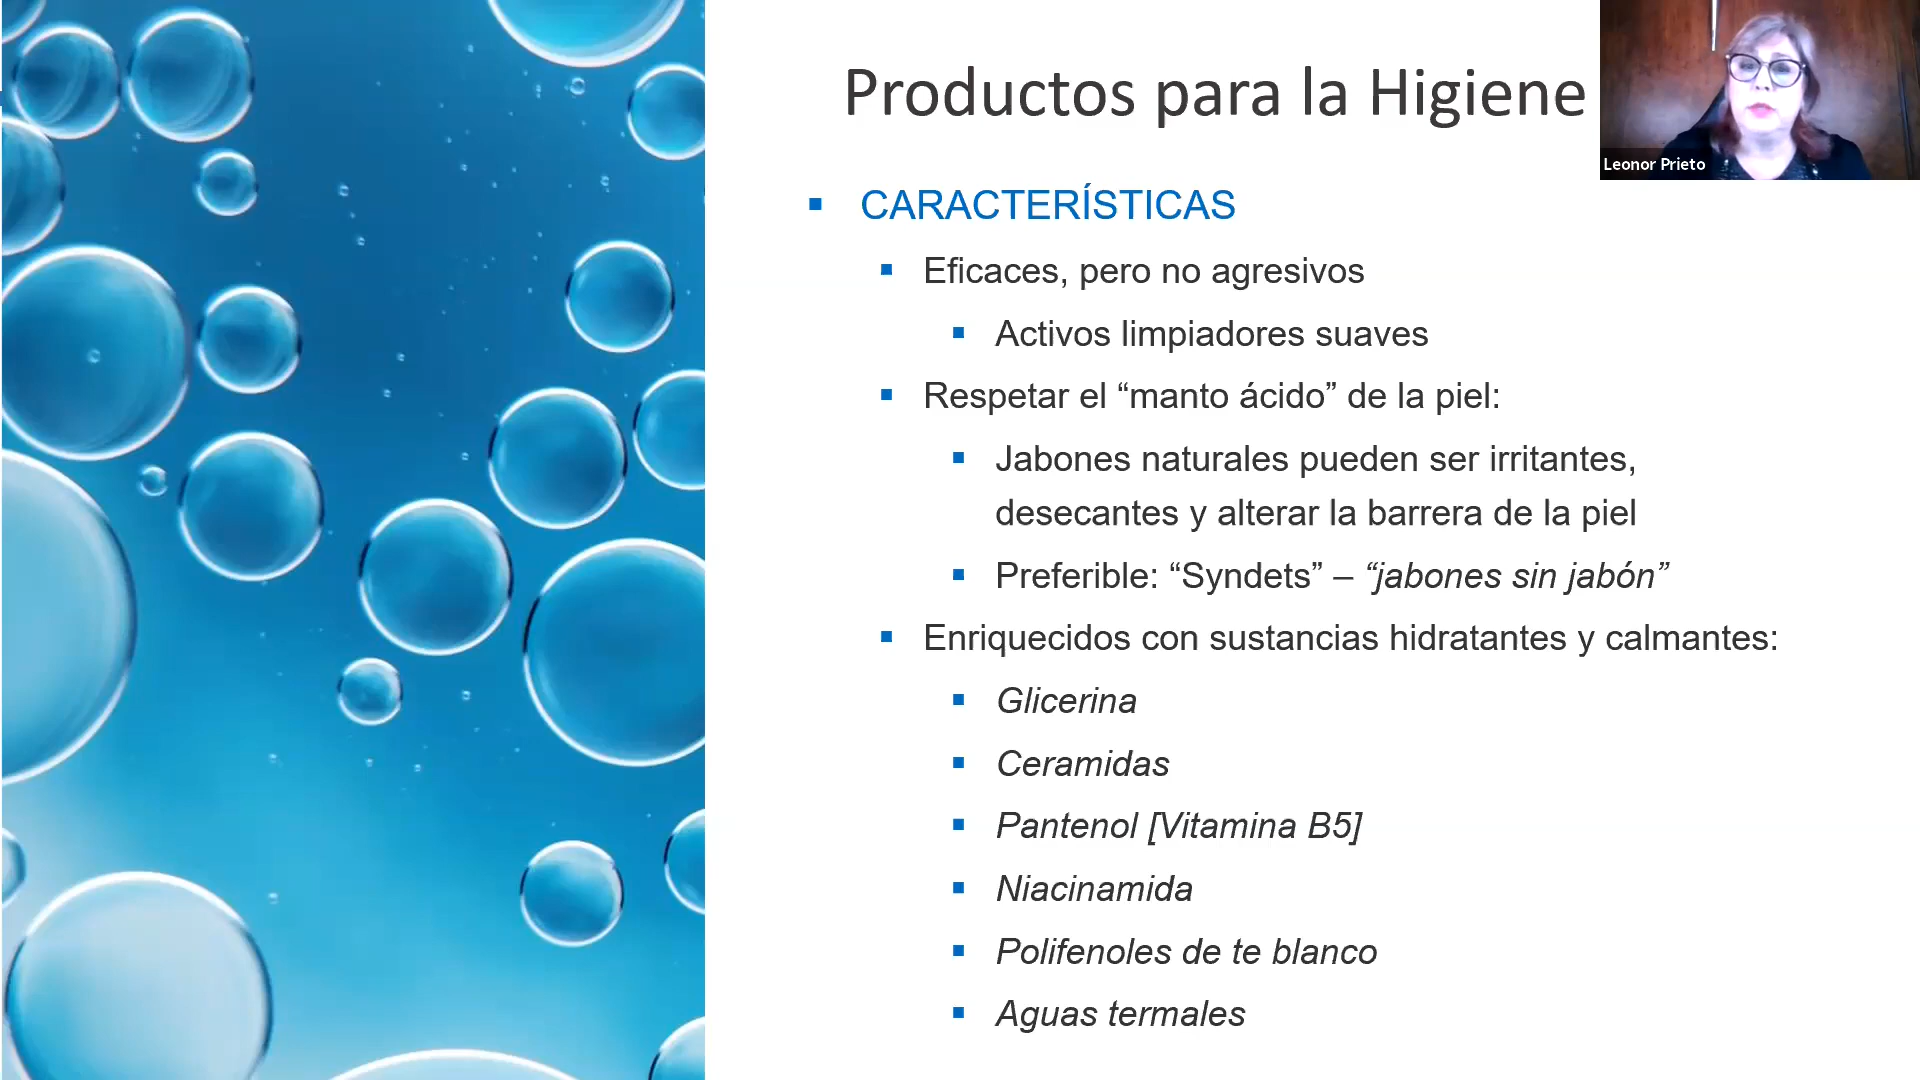 Productos para la Higiene
Leonor Prieto
CARACTERÍSTICAS
Eficaces, pero no agresivos
Activos limpiadores suaves
Respetar el “manto ácido” de la piel:
Jabones naturales pueden ser irritantes,
desecantes y alterar la barrera de la piel
Preferible: “Syndets” – “jabones sin jabón”
Enriquecidos con sustancias hidratantes y calmantes:
Glicerina
Ceramidas
Pantenol [Vitamina B5]
Niacinamida
Polifenoles de te blanco
Aguas termales